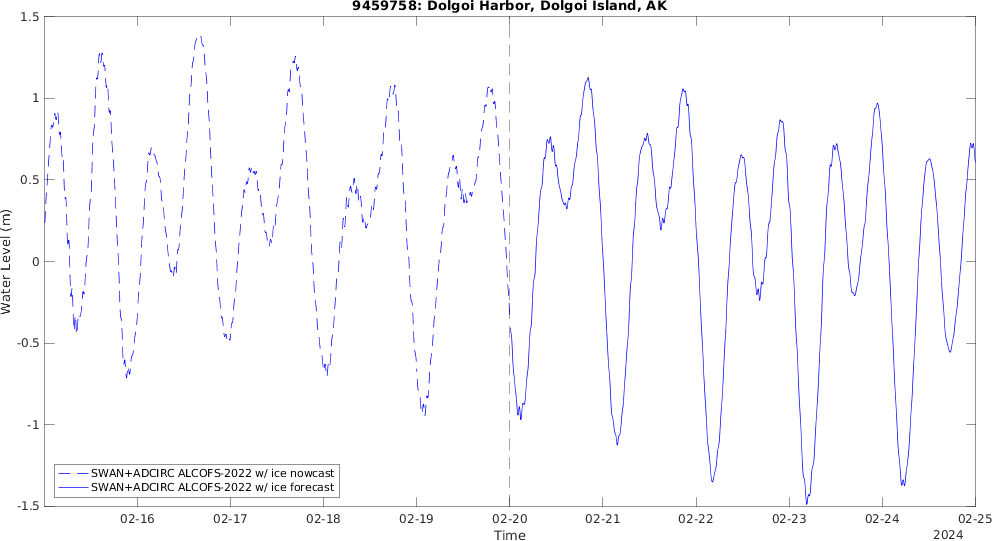 9459758: Dolgoi Harbor, Dolgoi Island, AK
1.5
1
0.5
0
-0.5
-1
-1.5
Water Level (m)
SWAN+ADCIRC ALCOFS-2022 w/ ice nowcast
SWAN+ADCIRC ALCOFS-2022 w/ ice forecast
02-16 02-17 02-18 02-19 02-20 02-21 02-22 02-23 02-24 02-25
Time
2024